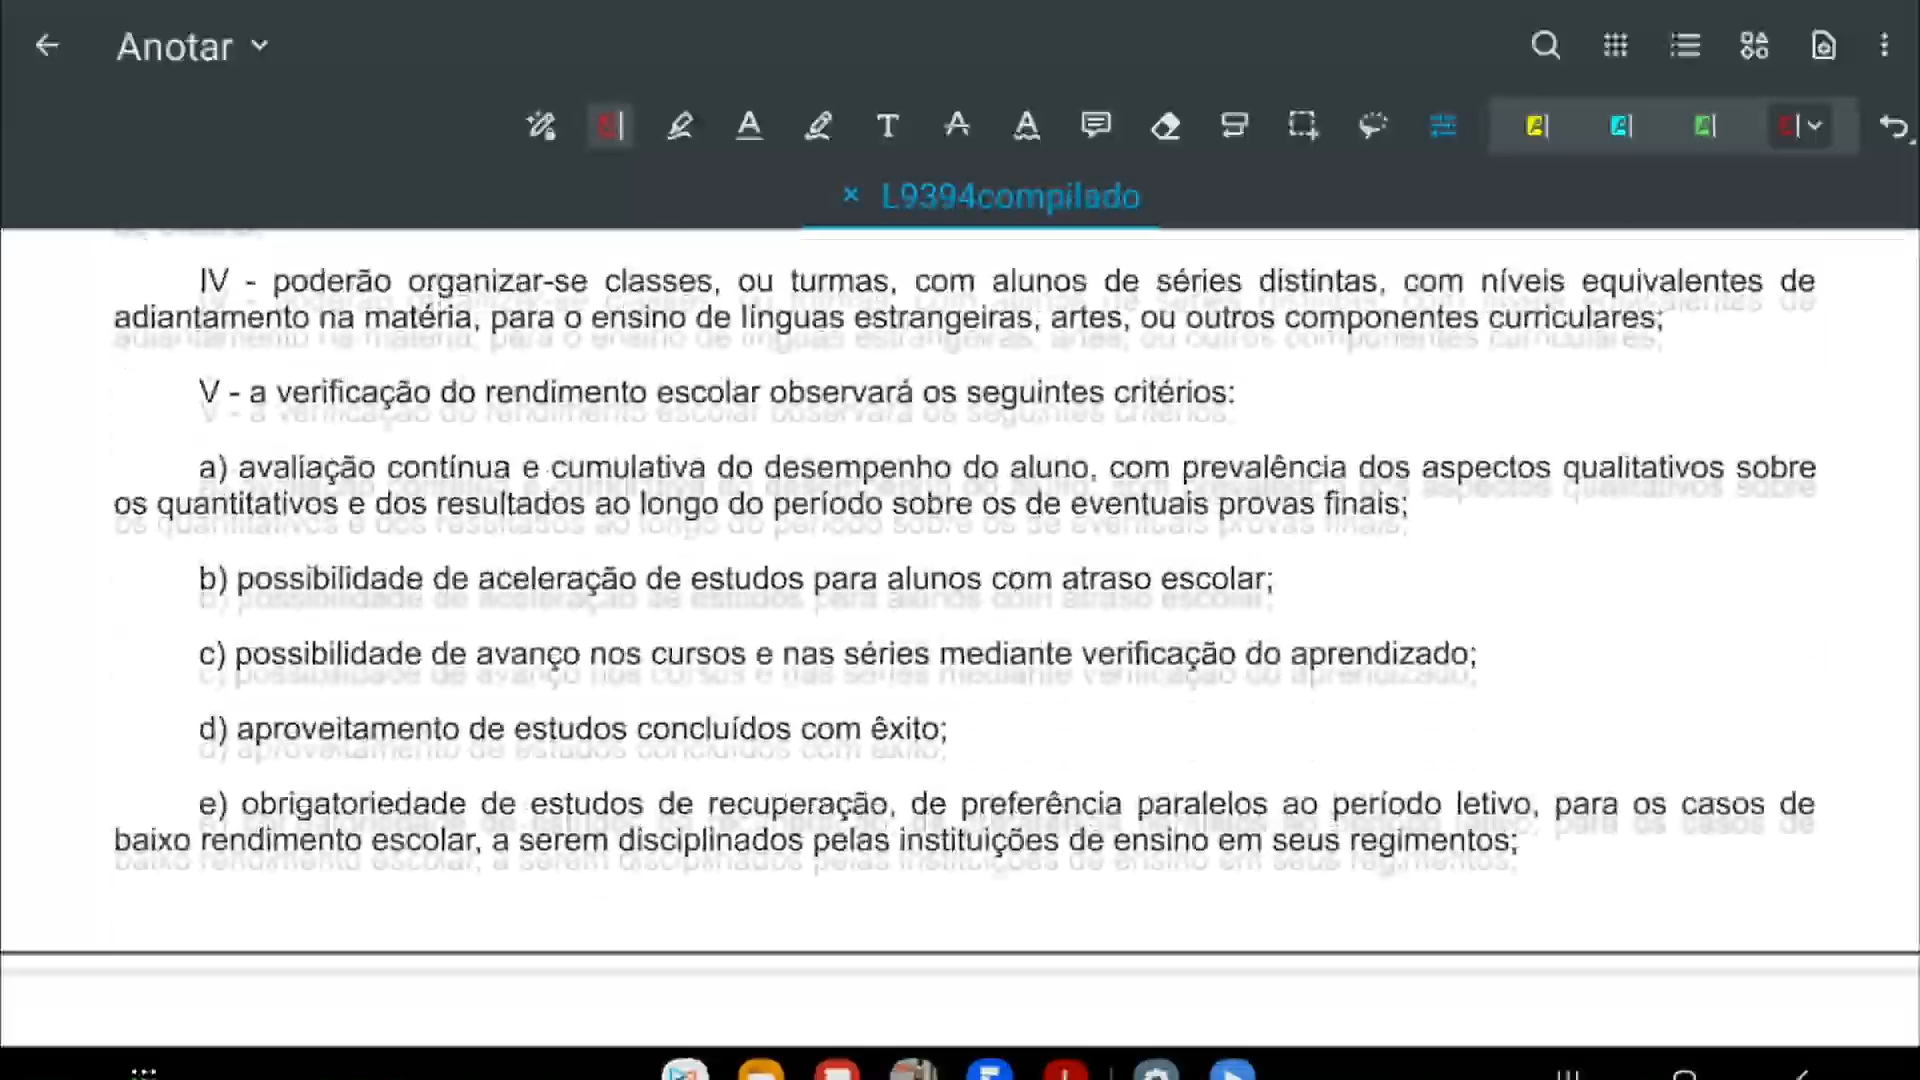 Anotar
L9394compilado
IV - poderão organizar-se classes, ou turmas, com alunos de séries distintas, com níveis equivalentes de
adiantamento na matéria, para o ensino de línguas estrangeiras, artes, ou outros componentes curriculares;
V - a verificação do rendimento escolar observará os seguintes critérios:
a) avaliação contínua e cumulativa do desempenho do aluno, com prevalência dos aspectos qualitativos sobre
os quantitativos e dos resultados ao longo do período sobre os de eventuais provas finais;
b) possibilidade de aceleração de estudos para alunos com atraso escolar;
c) possibilidade de avanço nos cursos e nas séries mediante verificação do aprendizado;
d) aproveitamento de estudos concluídos com êxito;
e) obrigatoriedade de estudos de recuperação, de preferência paralelos ao período letivo, para os casos de
baixo rendimento escolar, a serem disciplinados pelas instituições de ensino em seus regimentos;